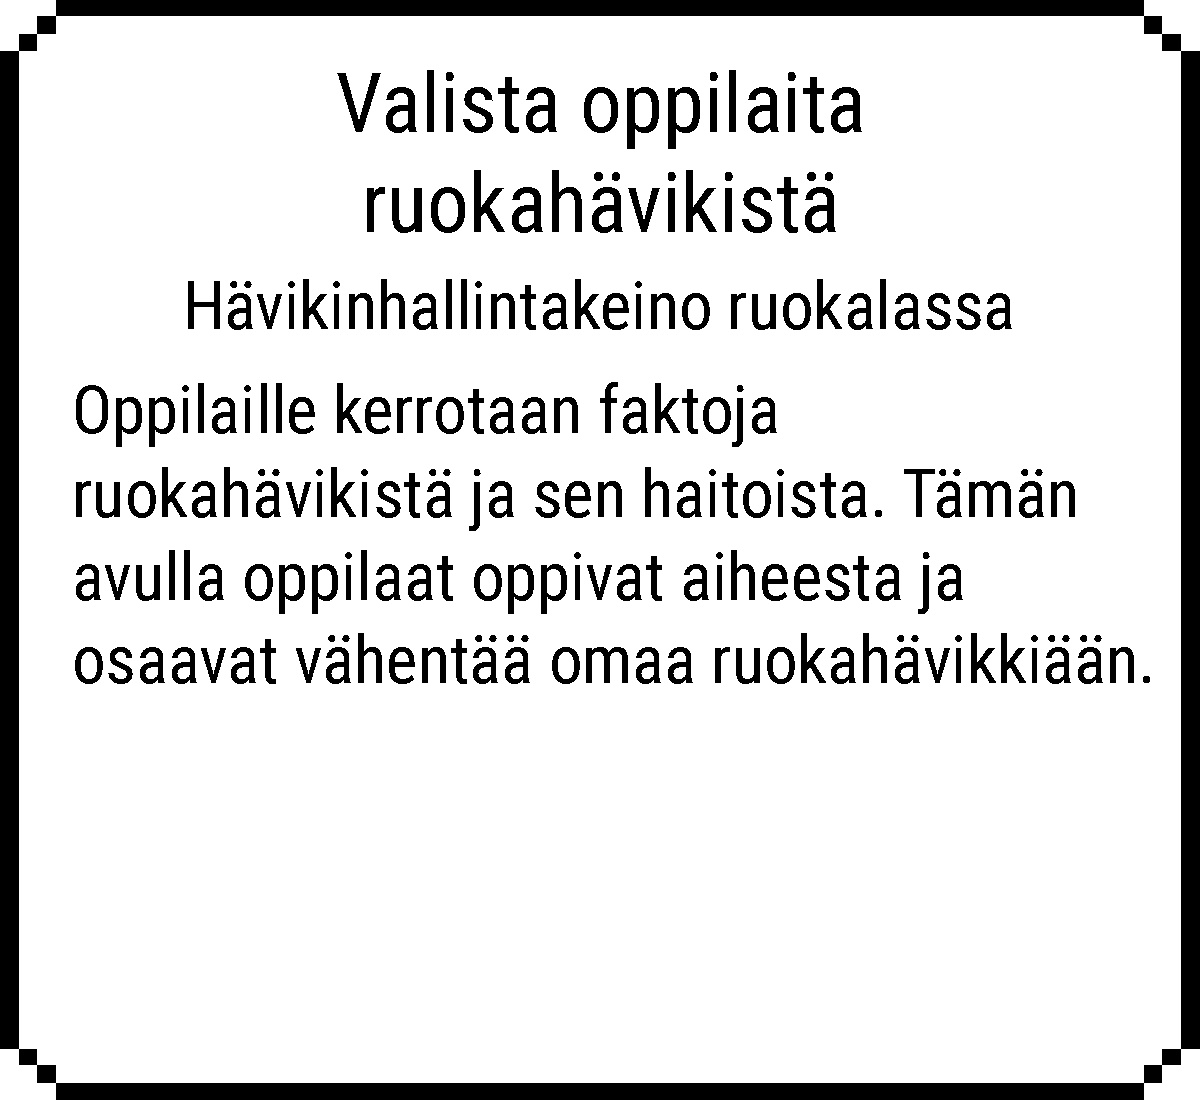 Valista oppilaita
ruokahävikistä
Hävikinhallintakeino ruokalassa
Oppilaille kerrotaan faktoja
ruokahävikistä ja sen haitoista. Tämän
avulla oppilaat oppivat aiheesta ja
osaavat vähentää omaa ruokahävikkiään.